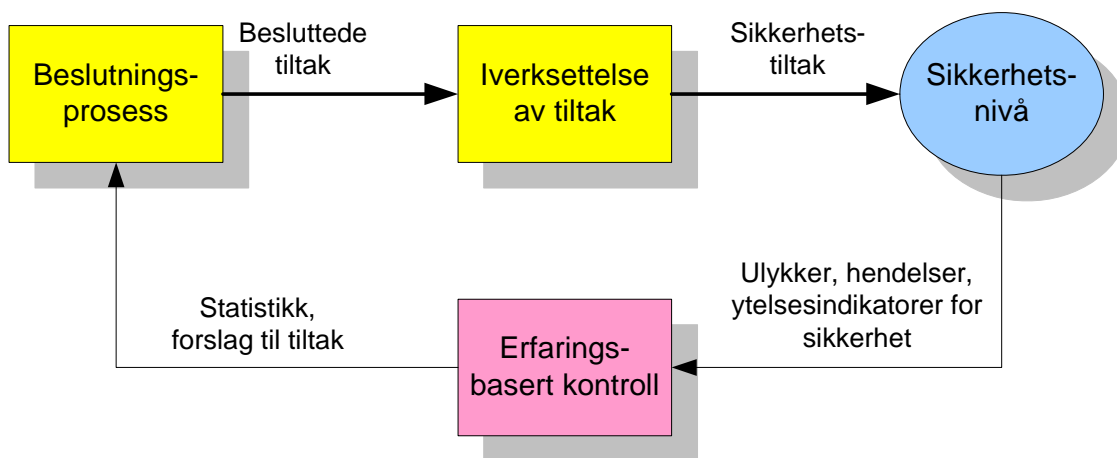 Beslutnings-
prosess
Besluttede
tiltak
Iverksettelse
av tiltak
Sikkerhets-
tiltak
Sikkerhets-
nivå
Ulykker, hendelser,
ytelsesindikatorer for
sikkerhet
Erfarings-
basert kontroll
Statistikk,
forslag til tiltak